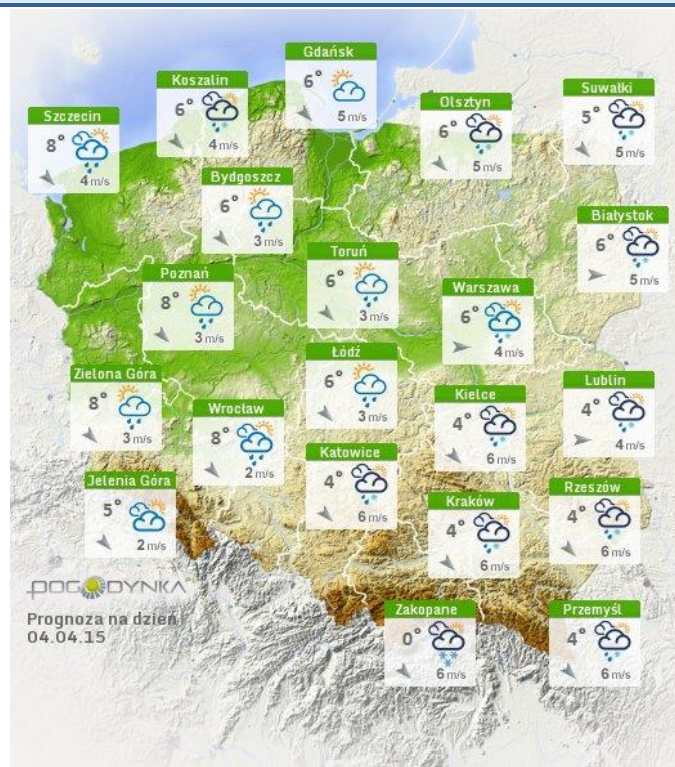 Gdańsk
6°
5 m/s
Koszalin
6°
4 m/s
Suwałki
5°
5 m/s
Olsztyn
6°
5 m/s
Szczecin
8°
4 m/s
Bydgoszcz
6°
3 m/s
Białystok
6°
5 m/s
Toruń
6°
3 m/s
Poznań
8°
3 m/s
Warszawa
6°
4 m/s
Łódź
6°
3 m/s
Zielona Góra
8°
3 m/s
Lublin
4°
4 m/s
Kielce
4°
6 m/s
Wrocław
8°
2 m/s
Katowice
4°
6 m/s
Jelenia Góra
5°
2 m/s
Rzeszów
4°
6 m/s
Kraków
4°
6 m/s
POGODYNKA
Prognoza na dzień
04.04.15
Zakopane
0°
6 m/s
Przemyśl
4°
6 m/s